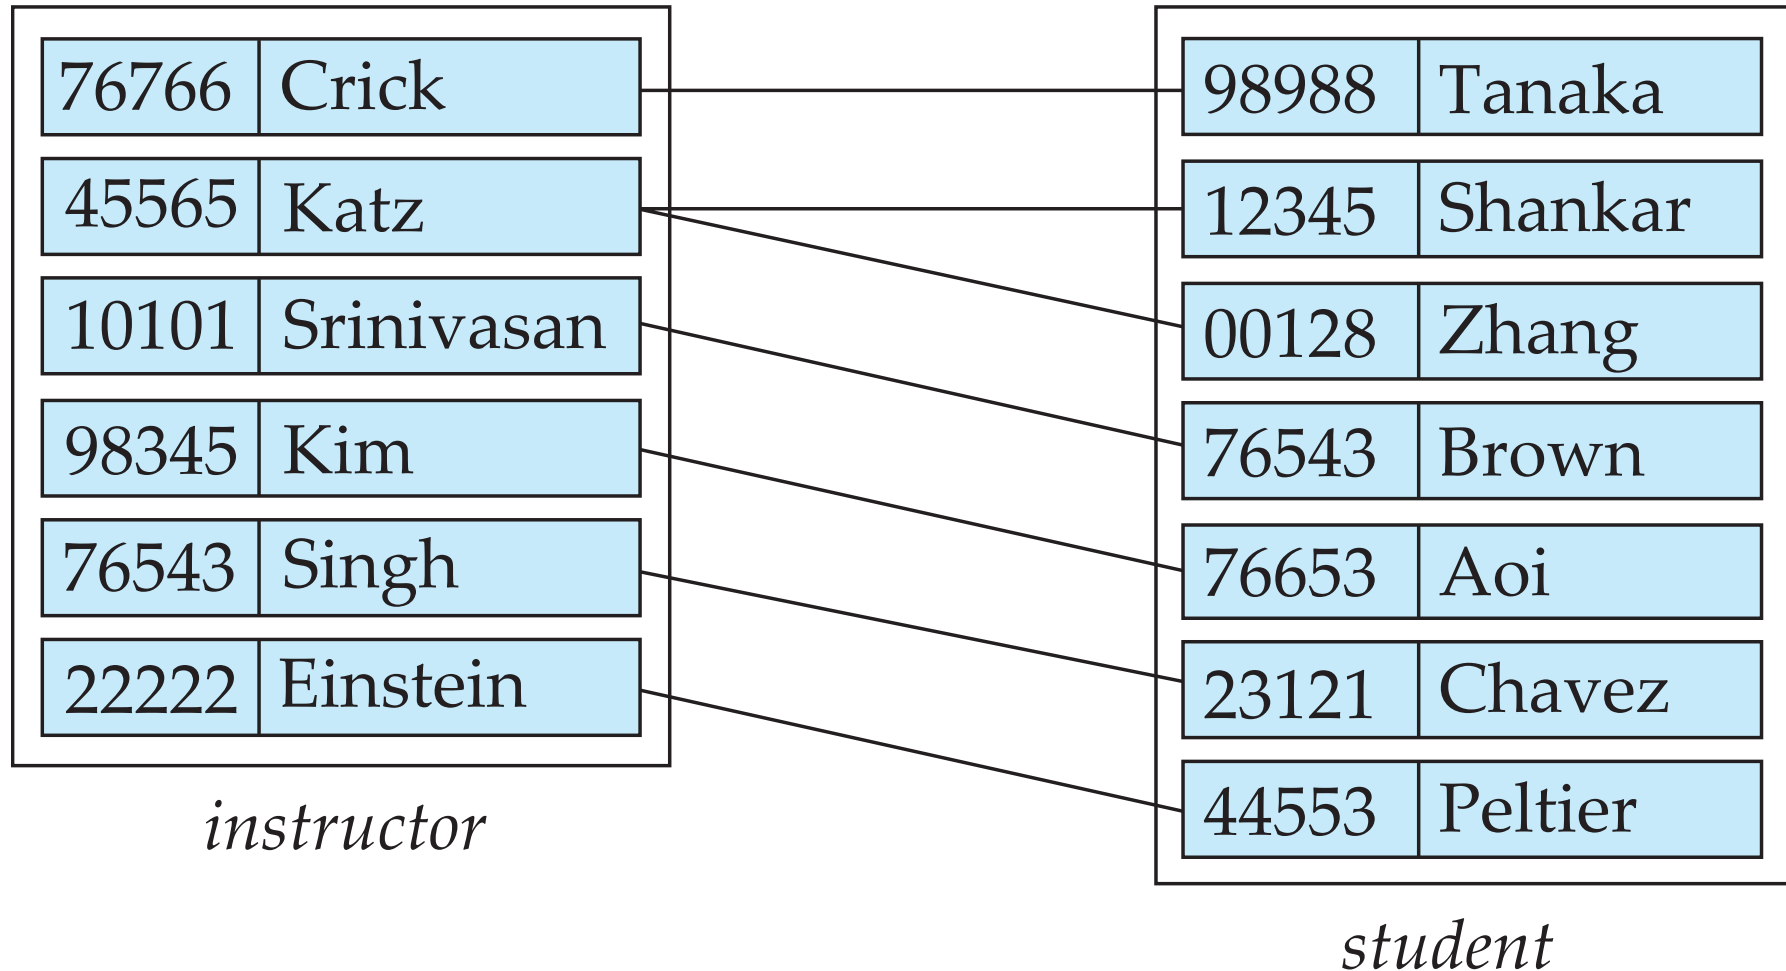 76766 Crick
45565 Katz
10101 Srinivasan
98345 Kim
76543 Singh
22222 Einstein
instructor
98988 Tanaka
12345 Shankar
00128 Zhang
76543 Brown
76653 Aoi
23121 Chavez
44553 Peltier
student